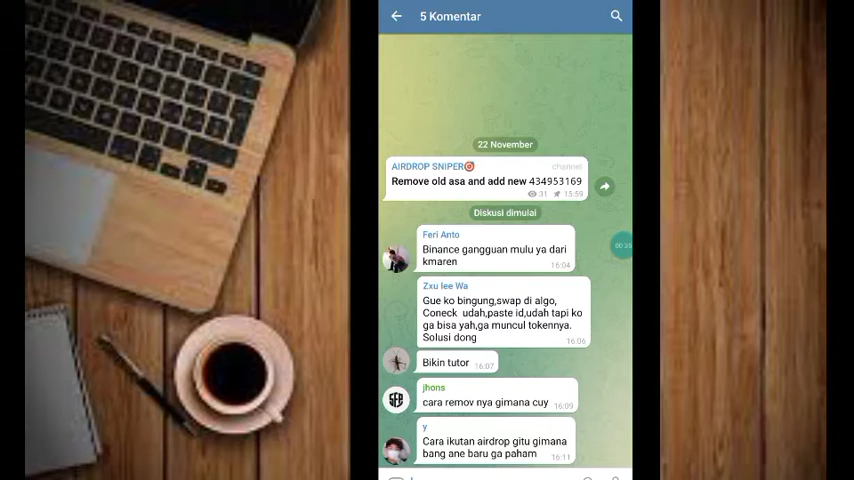 5 Komentar
22 November
AIRDROP SNIPER🎯 channel
Remove old asa and add new 434953169
31 15:59
Diskusi dimulai
Feri Anto
Binance gangguan mulu ya dari
kmaren 16:04
Zxu lee Wa
Gue ko bingung,swap di algo,
Coneck udah,paste id,udah tapi ko
ga bisa yah,ga muncul tokennya.
Solusi dong 16:06
Bikin tutor 16:07
jhons
cara remov nya gimana cuy 16:09
y
Cara ikutan airdrop gitu gimana
bang ane baru ga paham 16:11